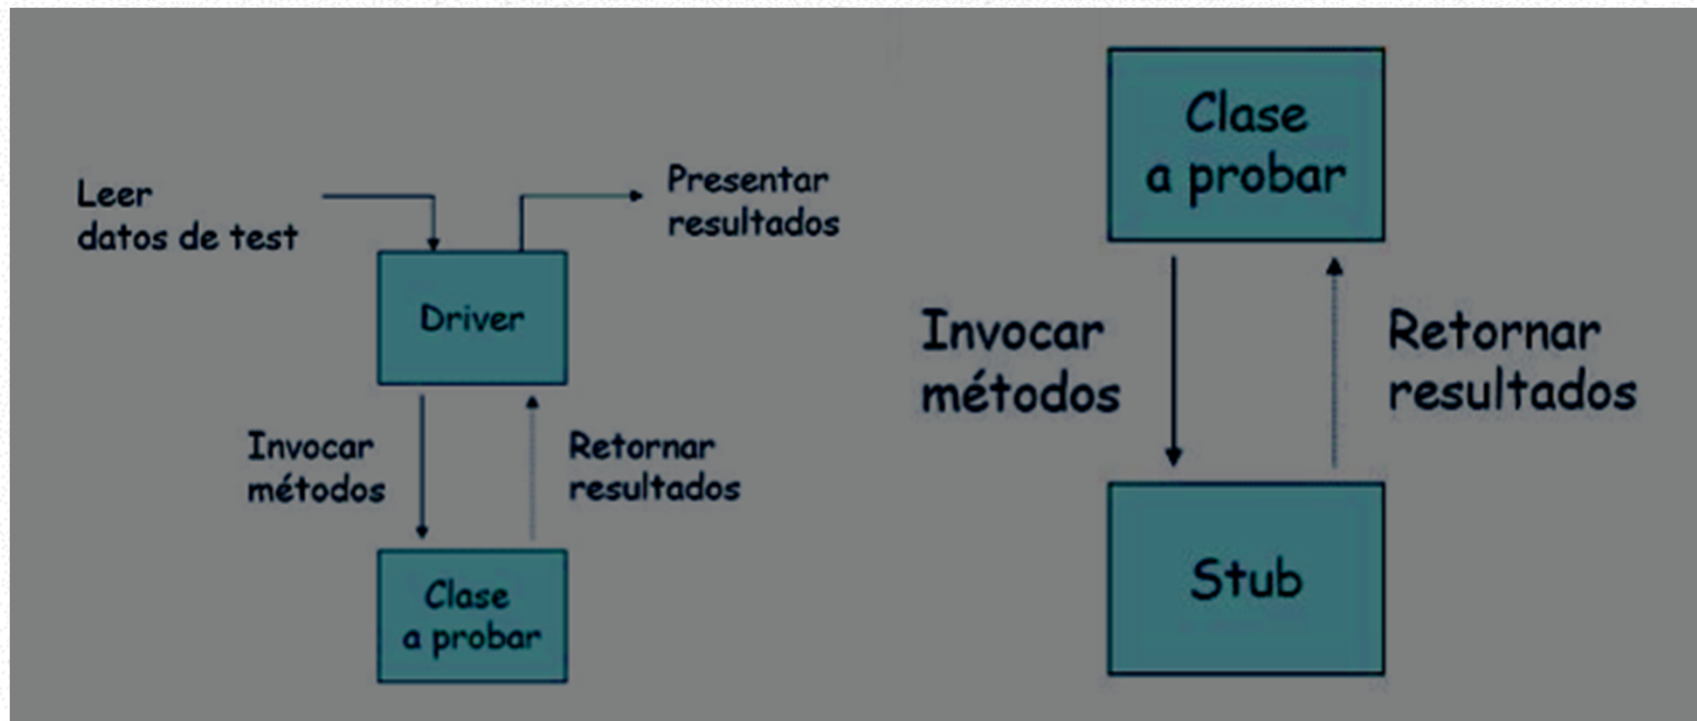 Leer
datos de test
Presentar
resultados
Driver
Invocar
métodos
Retornar
resultados
Clase
a probar
Clase
a probar
Invocar
métodos
Retornar
resultados
Stub